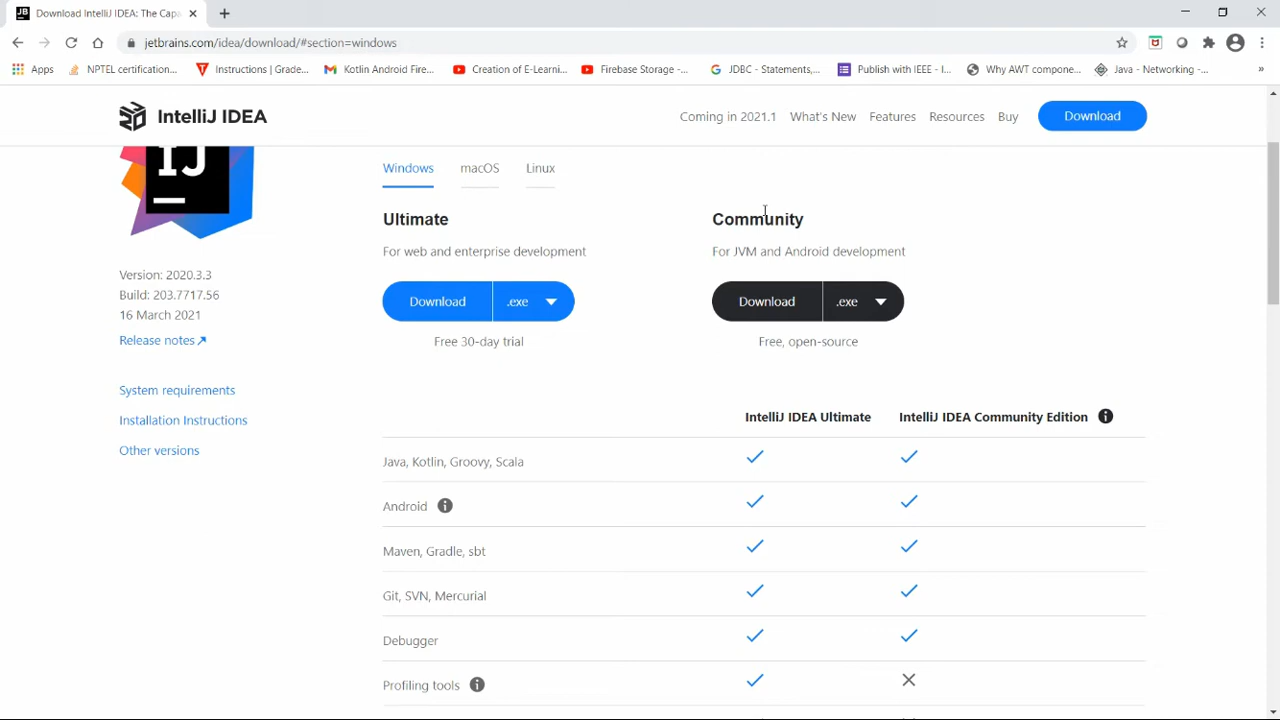 JB Download IntelliJ IDEA: The Capa
jetbrains.com/idea/download/#section=windows
Apps NPTEL certification... Instructions | Grade... Kotlin Android Fire... Creation of E-Learni... Firebase Storage -... JDBC - Statements,... Publish with IEEE - I... Why AWT compone... Java - Networking -... »
IntelliJ IDEA Coming in 2021.1 What's New Features Resources Buy Download
IJ
Windows macOS Linux
Ultimate Community
For web and enterprise development For JVM and Android development
Version: 2020.3.3
Build: 203.7717.56
16 March 2021
Release notes
Download .exe Download .exe
Free 30-day trial Free, open-source
System requirements
Installation Instructions
Other versions
IntelliJ IDEA Ultimate IntelliJ IDEA Community Edition
Java, Kotlin, Groovy, Scala
Android
Maven, Gradle, sbt
Git, SVN, Mercurial
Debugger
Profiling tools